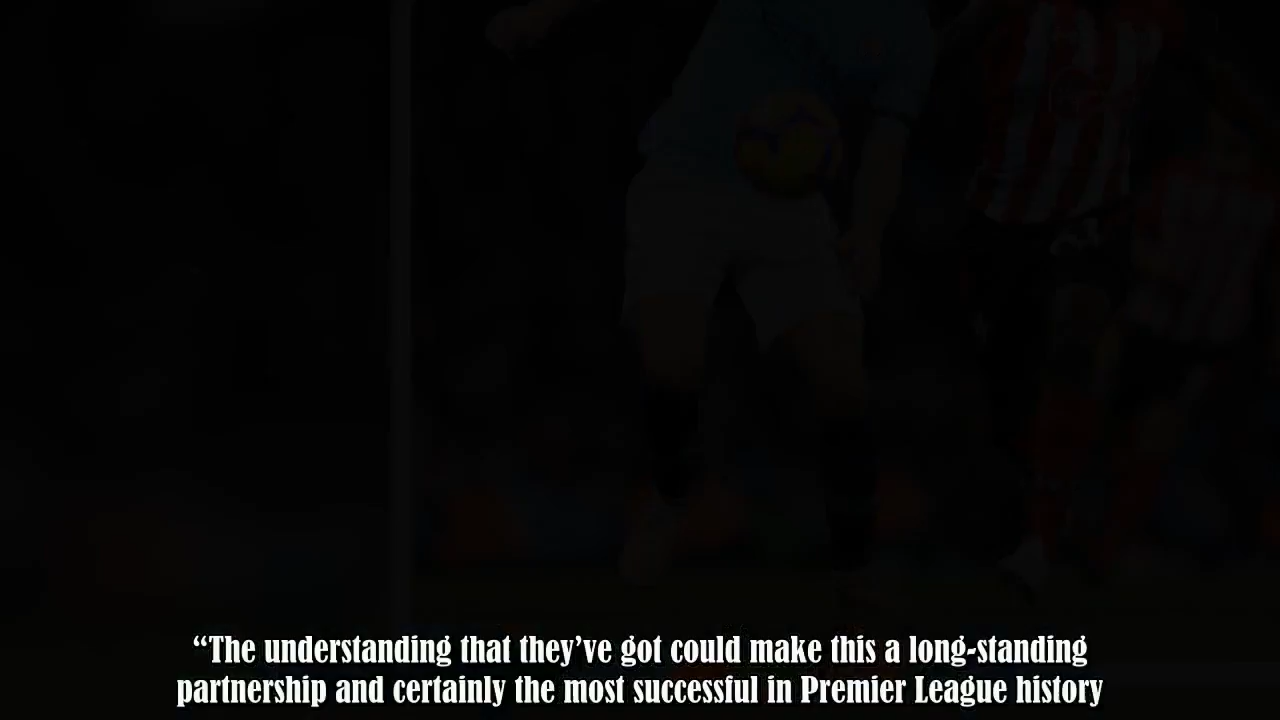 “The understanding that they’ve got could make this a long-standing
partnership and certainly the most successful in Premier League history